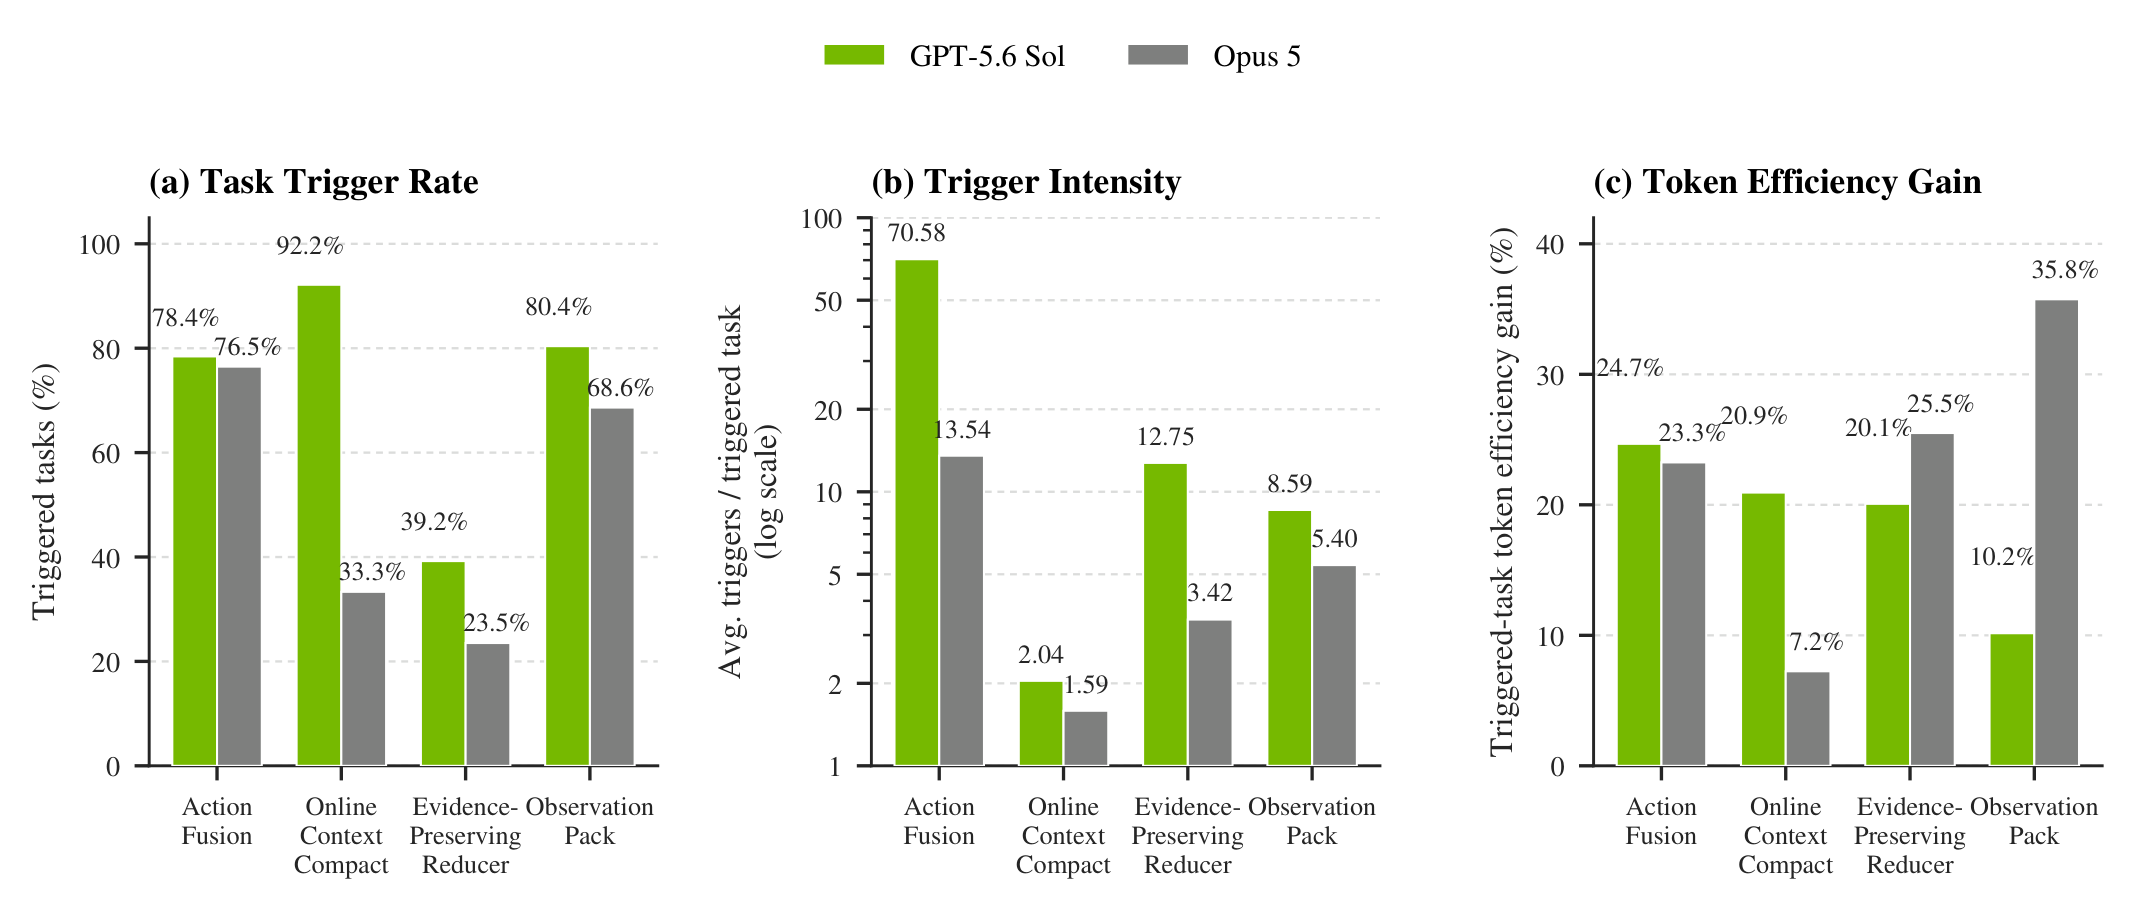 GPT-5.6 Sol
Opus 5
(a) Task Trigger Rate
Triggered tasks (%)
100
80
60
40
20
0
78.4%
76.5%
92.2%
33.3%
39.2%
23.5%
80.4%
68.6%
Action
Fusion
Online
Context
Compact
Evidence-
Preserving
Reducer
Observation
Pack
(b) Trigger Intensity
Avg. triggers / triggered task
(log scale)
100
50
20
10
5
2
1
70.58
13.54
2.04
1.59
12.75
3.42
8.59
5.40
Action
Fusion
Online
Context
Compact
Evidence-
Preserving
Reducer
Observation
Pack
(c) Token Efficiency Gain
Triggered-task token efficiency gain (%)
40
30
20
10
0
24.7%
23.3%
20.9%
7.2%
20.1%
25.5%
10.2%
35.8%
Action
Fusion
Online
Context
Compact
Evidence-
Preserving
Reducer
Observation
Pack